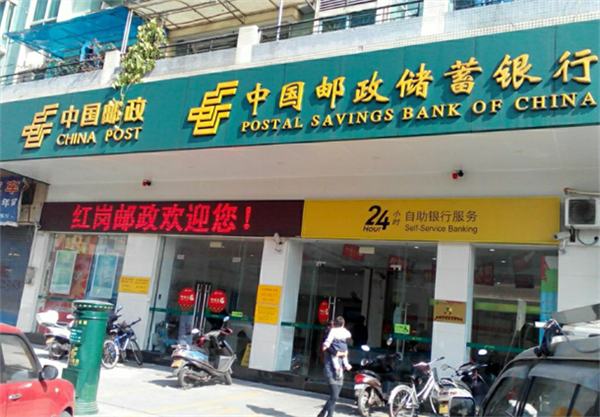 中国邮政
CHINA POST
中国邮政储蓄银行
POSTAL SAVINGS BANK OF CHINA
红岗邮政欢迎您！
24
HOUR
小时
自助银行服务
Self-Service Banking